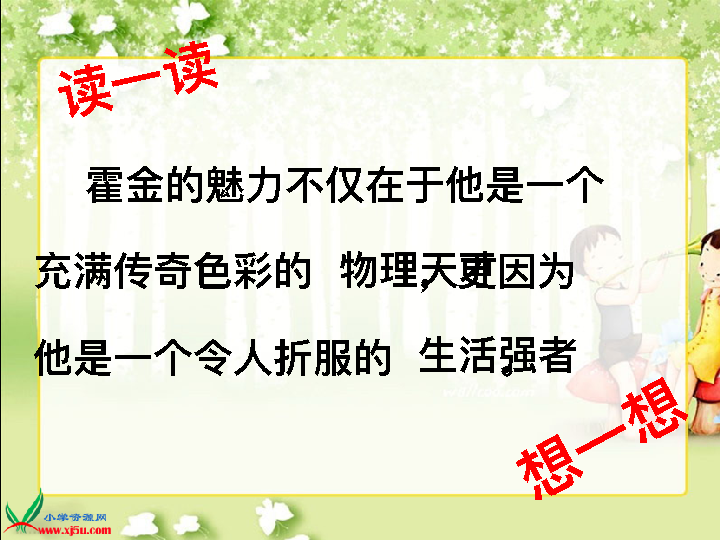 读一读
霍金的魅力不仅在于他是一个
充满传奇色彩的 物理天才，更因为
他是一个令人折服的 生活强者。
想一想
小学资源网
www.xj5u.com